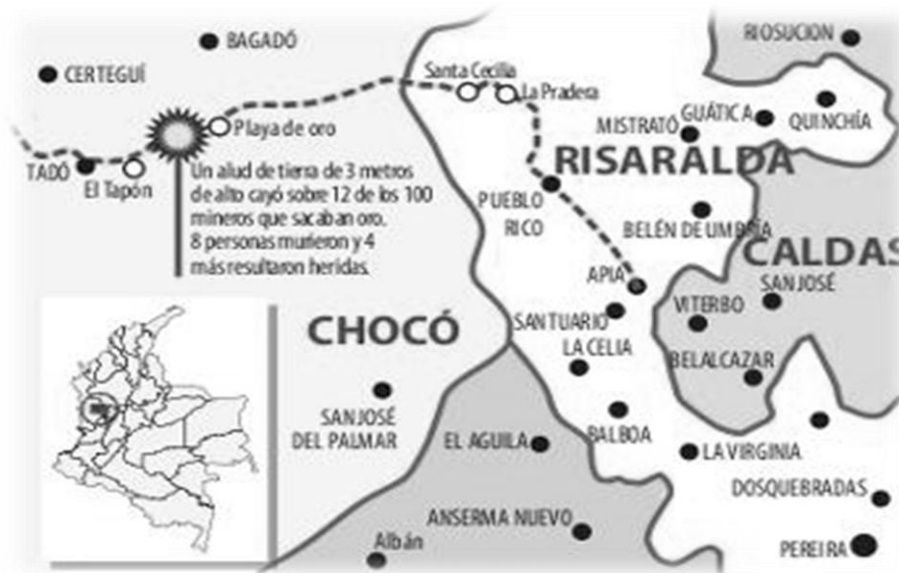 BAGADÓ
RIOSUCION
CERTEGUÍ
Santa Cecilia
La Pradera
GUÁTICA
QUINCHÍA
MISTRATÓ
Playa de oro
TADÓ
El Tapón
RISARALDA
Un alud de tierra de 3 metros
de alto cayó sobre 12 de los 100
mineros que sacaban oro.
8 personas murieron y 4
más resultaron heridas.
PUEBLO
RICO
BELÉN DE UMBRÍA
CALDAS
APIA
SAN JOSÉ
VITERBO
CHOCÓ
SANTUARIO
LA CELIA
BELALCAZAR
SAN JOSÉ
DEL PALMAR
EL AGUILA
BALBOA
LA VIRGINIA
DOSQUEBRADAS
ANSERMA NUEVO
Albán
PEREIRA